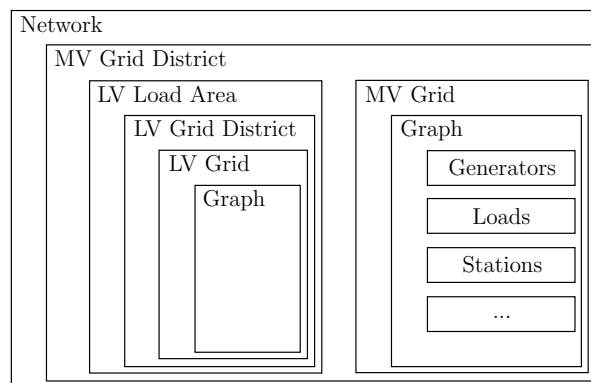 Network
MV Grid District
LV Load Area
LV Grid District
LV Grid
Graph
MV Grid
Graph
Generators
Loads
Stations
...